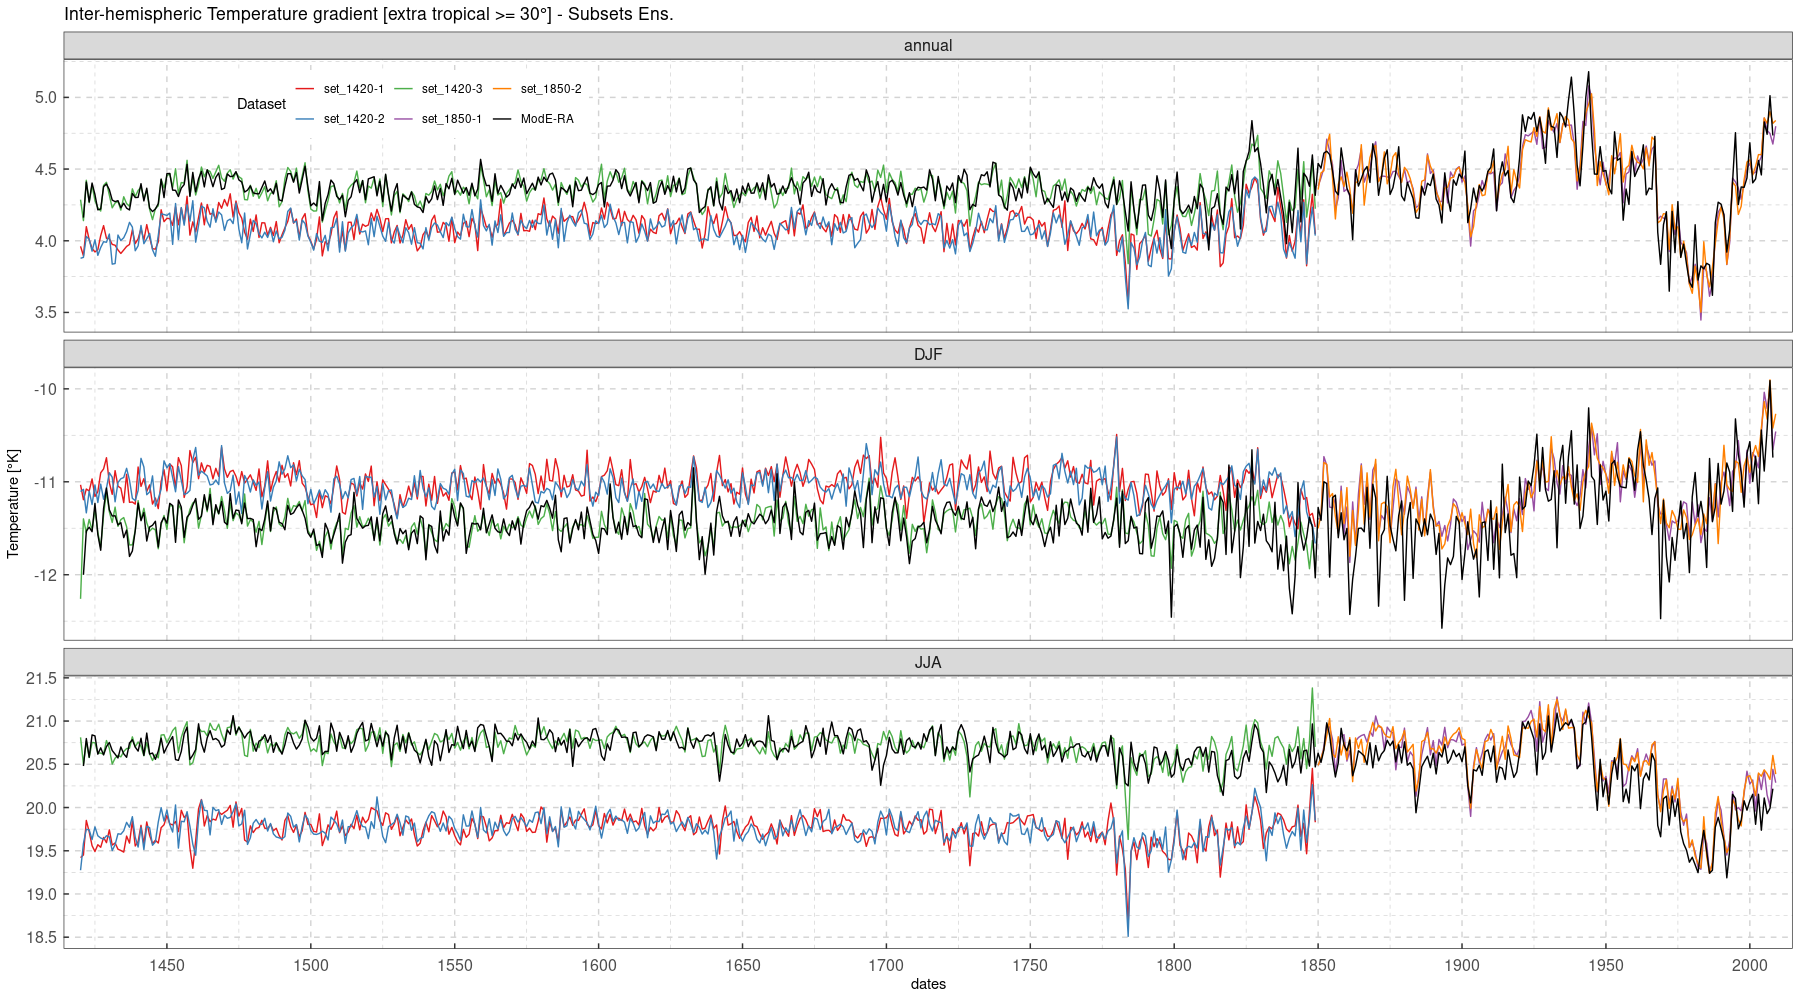 Inter-hemispheric Temperature gradient [extra tropical >= 30°] - Subsets Ens.
annual
Dataset
set_1420-1 set_1420-3 set_1850-2
set_1420-2 set_1850-1 ModE-RA
5.0
4.5
4.0
3.5
DJF
-10
-11
-12
Temperature [°K]
JJA
21.5
21.0
20.5
20.0
19.5
19.0
18.5
1450 1500 1550 1600 1650 1700 1750 1800 1850 1900 1950 2000
dates